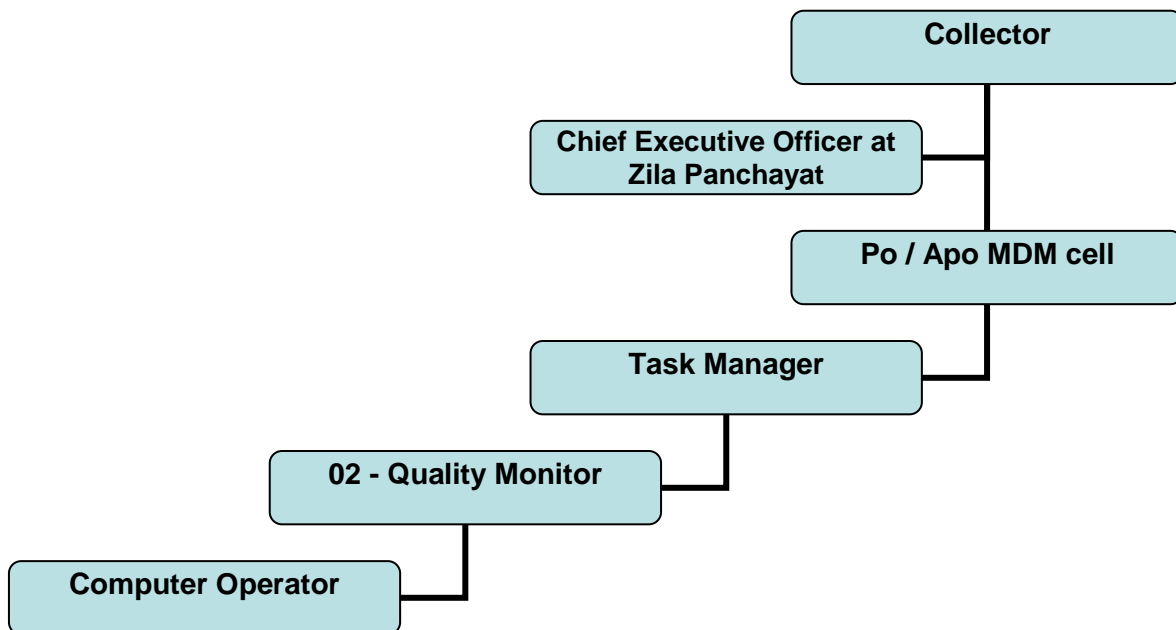 Collector
Chief Executive Officer at
Zila Panchayat
Po / Apo MDM cell
Task Manager
02 - Quality Monitor
Computer Operator